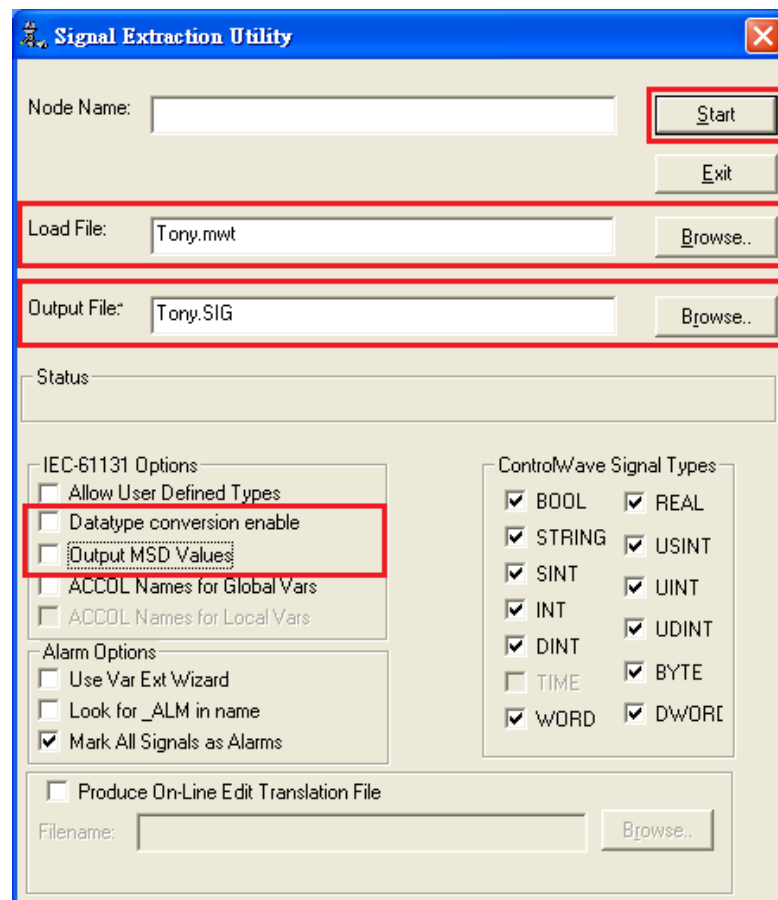 Signal Extraction Utility
Node Name:
Start
Exit
Load File:
Tony.mwt
Browse..
Output File:*
Tony.SIG
Browse..
Status
IEC-61131 Options
Allow User Defined Types
Datatype conversion enable
Output MSD Values
ACCOL Names for Global Vars
ACCOL Names for Local Vars
Alarm Options
Use Var Ext Wizard
Look for _ALM in name
Mark All Signals as Alarms
ControlWave Signal Types
BOOL
STRING
SINT
INT
DINT
TIME
WORD
REAL
USINT
UINT
UDINT
BYTE
DWORD
Produce On-Line Edit Translation File
Filename:
Browse..